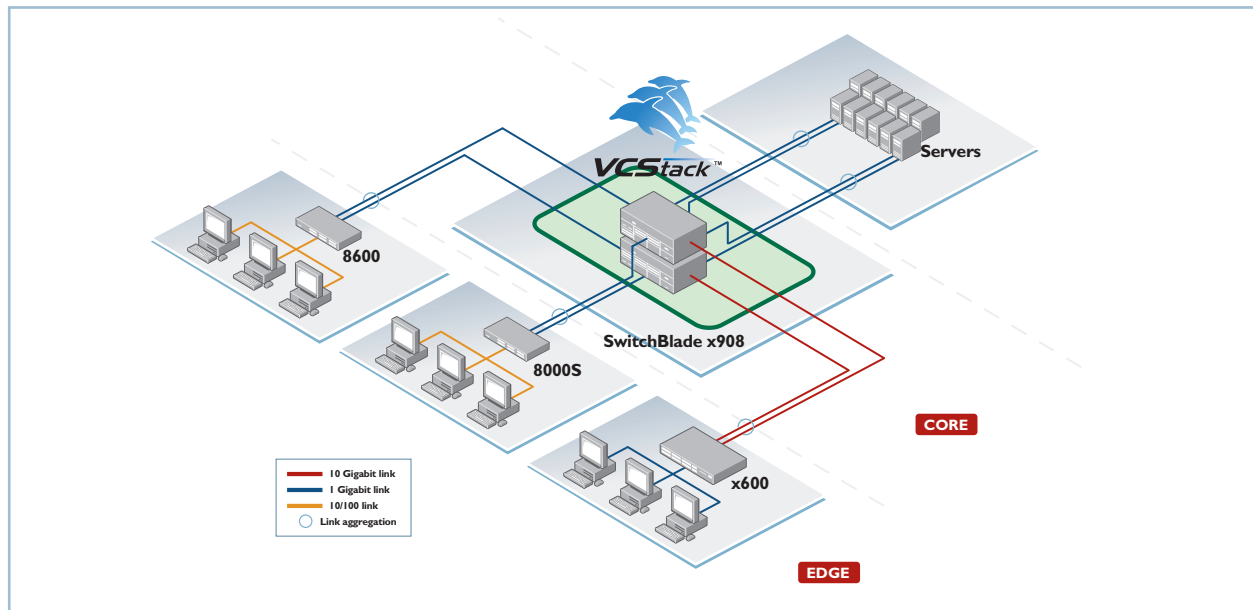 VCStack™
Servers
8600
8000S
SwitchBlade x908
x600
CORE
EDGE
10 Gigabit link
1 Gigabit link
10/100 link
Link aggregation